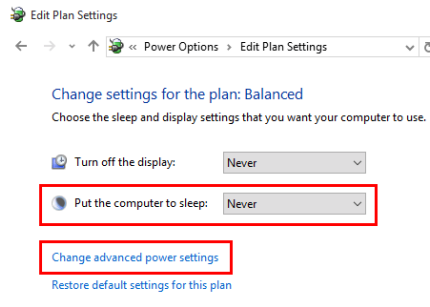 Edit Plan Settings
« Power Options > Edit Plan Settings
Change settings for the plan: Balanced
Choose the sleep and display settings that you want your computer to use.
Turn off the display: Never
Put the computer to sleep: Never
Change advanced power settings
Restore default settings for this plan